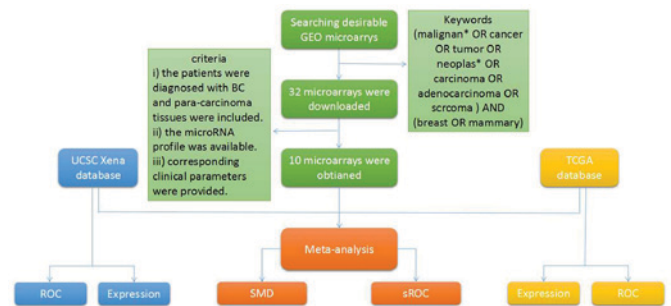 Searching desirable
GEO microarrys
Keywords
(malignan* OR cancer
OR tumor OR
neoplas* OR
carcinoma OR
adenocarcinoma OR
scrcoma ) AND
(breast OR mammary)
criteria
i) the patients were
diagnosed with BC
and para-carcinoma
tissues were included.
ii) the microRNA
profile was available.
iii) corresponding
clinical parameters
were provided.
32 microarrays were
downloaded
10 microarrays were
obtianed
UCSC Xena
database
TCGA
database
Meta-analysis
ROC
Expression
SMD
sROC
Expression
ROC